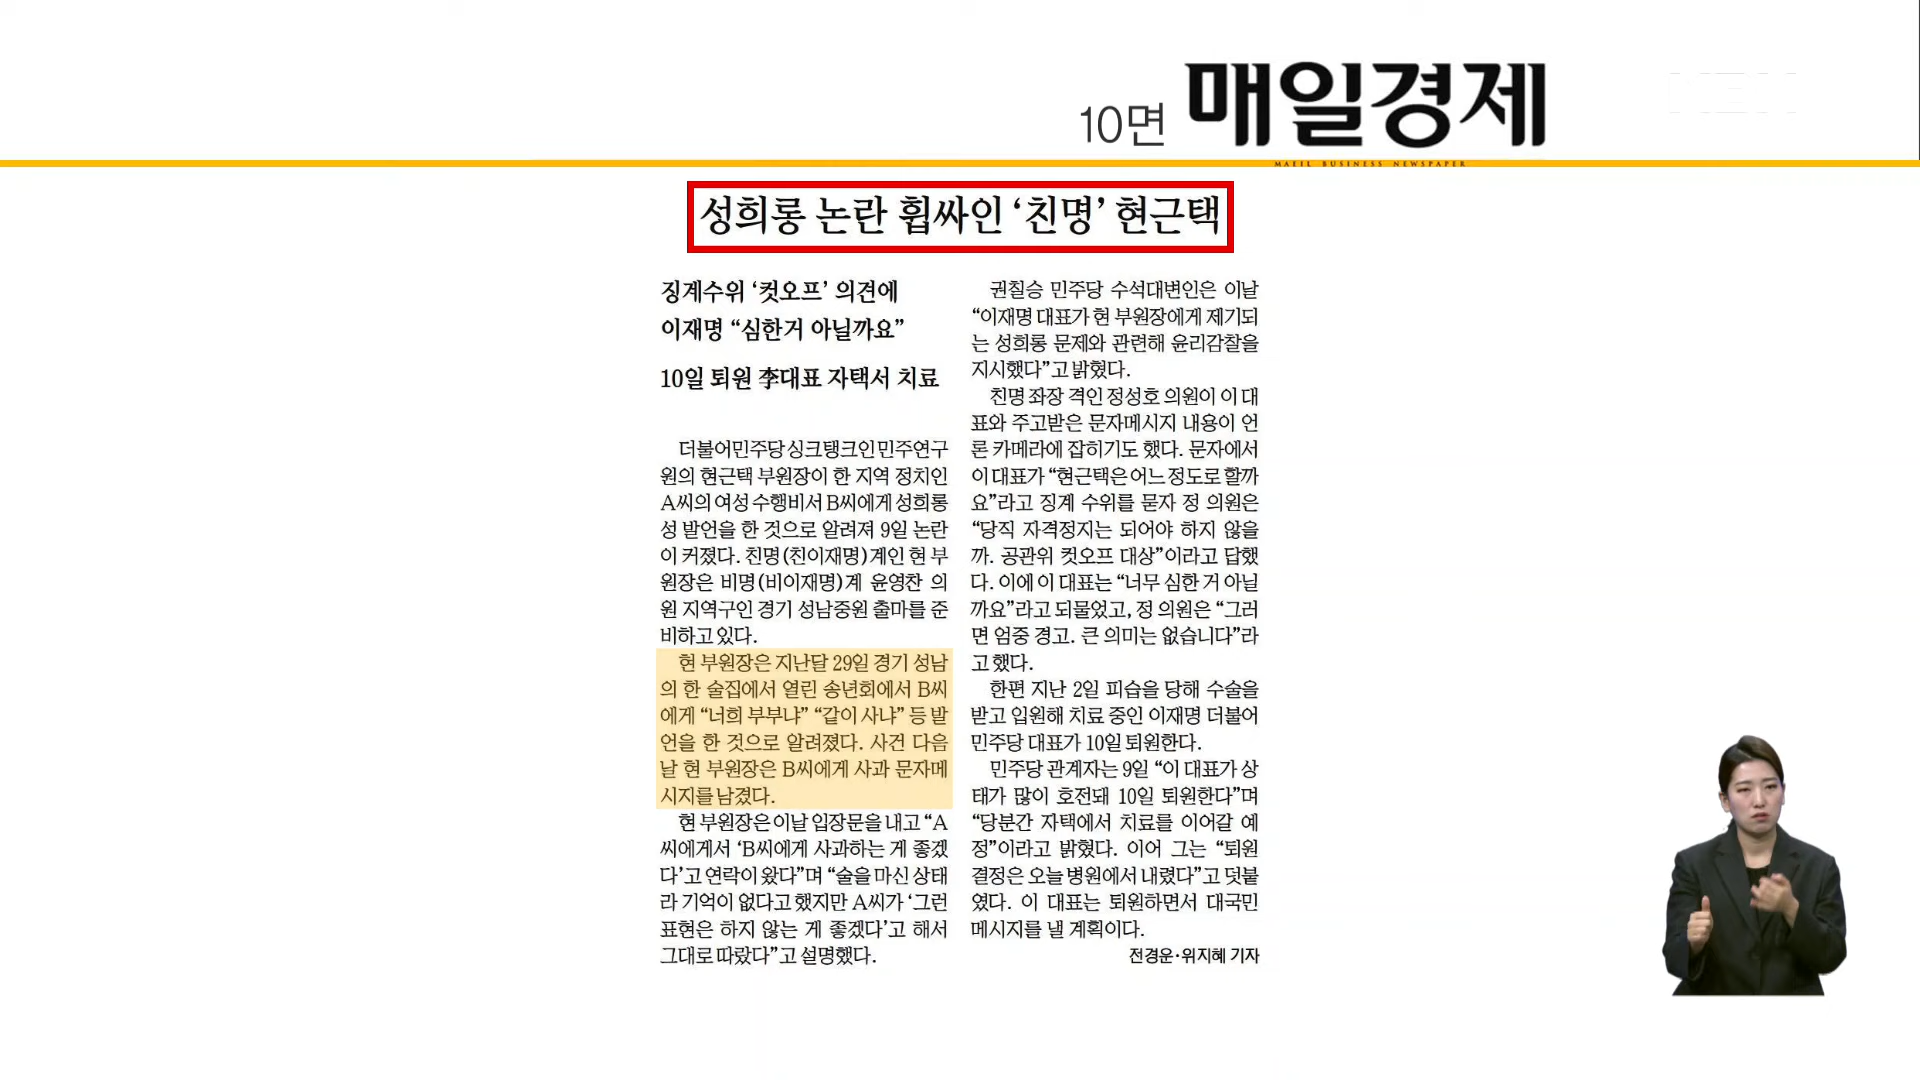 10면 매일경제
MAEIL BUSINESS NEWSPAPER
성희롱 논란 휩싸인 ‘친명’ 현근택
징계수위 ‘컷오프’ 의견에
이재명 “심한거 아닐까요”
10일 퇴원 李대표 자택서 치료
더불어민주당 싱크탱크인 민주연구
원의 현근택 부원장이 한 지역 정치인
A씨의 여성 수행비서 B씨에게 성희롱
성 발언을 한 것으로 알려져 9일 논란
이 커졌다. 친명(친이재명)계인 현 부
원장은 비명(비이재명)계 윤영찬 의
원 지역구인 경기 성남중원 출마를 준
비하고 있다.
현 부원장은 지난달 29일 경기 성남
의 한 술집에서 열린 송년회에서 B씨
에게 “너희 부부냐” “같이 사냐” 등 발
언을 한 것으로 알려졌다. 사건 다음
날 현 부원장은 B씨에게 사과 문자메
시지를 남겼다.
현 부원장은 이날 입장문을 내고 “A
씨에게서 ‘B씨에게 사과하는 게 좋겠
다’고 연락이 왔다”며 “술을 마신 상태
라 기억이 없다고 했지만 A씨가 ‘그런
표현은 하지 않는 게 좋겠다’고 해서
그대로 따랐다”고 설명했다.
권칠승 민주당 수석대변인은 이날
“이재명 대표가 현 부원장에게 제기되
는 성희롱 문제와 관련해 윤리감찰을
지시했다”고 밝혔다.
친명 좌장 격인 정성호 의원이 이 대
표와 주고받은 문자메시지 내용이 언
론 카메라에 잡히기도 했다. 문자에서
이 대표가 “현근택은 어느 정도로 할까
요”라고 징계 수위를 묻자 정 의원은
“당직 자격정지는 되어야 하지 않을
까. 공관위 컷오프 대상”이라고 답했
다. 이에 이 대표는 “너무 심한 거 아닐
까요”라고 되물었고, 정 의원은 “그러
면 엄중 경고. 큰 의미는 없습니다”라
고 했다.
한편 지난 2일 피습을 당해 수술을
받고 입원해 치료 중인 이재명 더불어
민주당 대표가 10일 퇴원한다.
민주당 관계자는 9일 “이 대표가 상
태가 많이 호전돼 10일 퇴원한다”며
“당분간 자택에서 치료를 이어갈 예
정”이라고 밝혔다. 이어 그는 “퇴원
결정은 오늘 병원에서 내렸다”고 덧붙
였다. 이 대표는 퇴원하면서 대국민
메시지를 낼 계획이다.
전경운·위지혜 기자